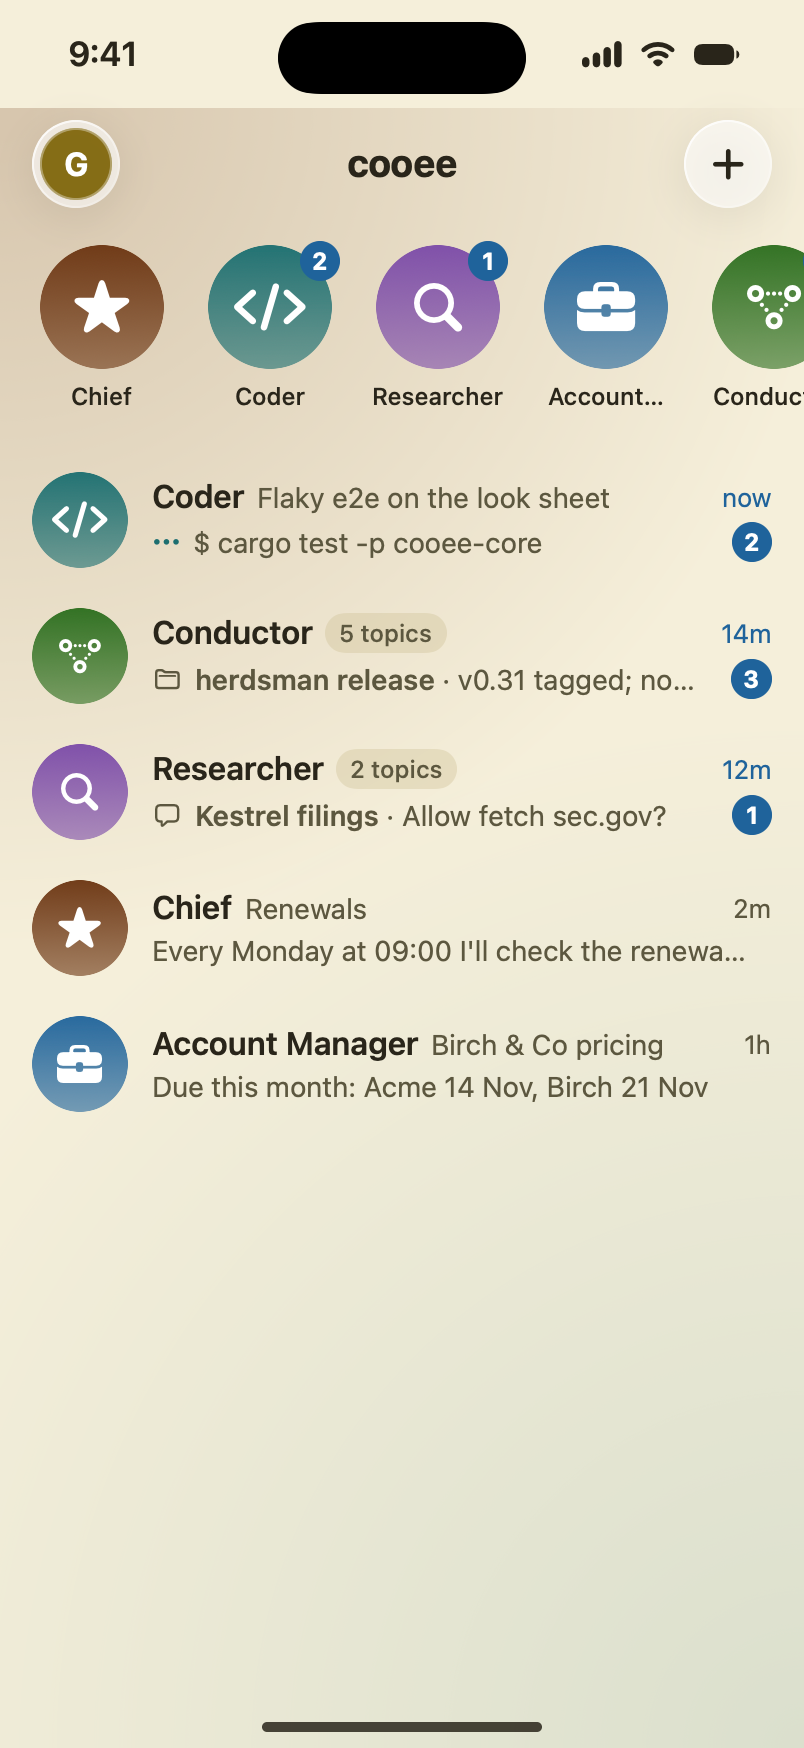 9:41
G
cooee
2
1
Chief
Coder
Researcher
Account...
Conduc
Coder Flaky e2e on the look sheet now
··· $ cargo test -p cooee-core 2
Conductor 5 topics 14m
herdsman release · v0.31 tagged; no... 3
Researcher 2 topics 12m
Kestrel filings · Allow fetch sec.gov? 1
Chief Renewals 2m
Every Monday at 09:00 I'll check the renewa...
Account Manager Birch & Co pricing 1h
Due this month: Acme 14 Nov, Birch 21 Nov